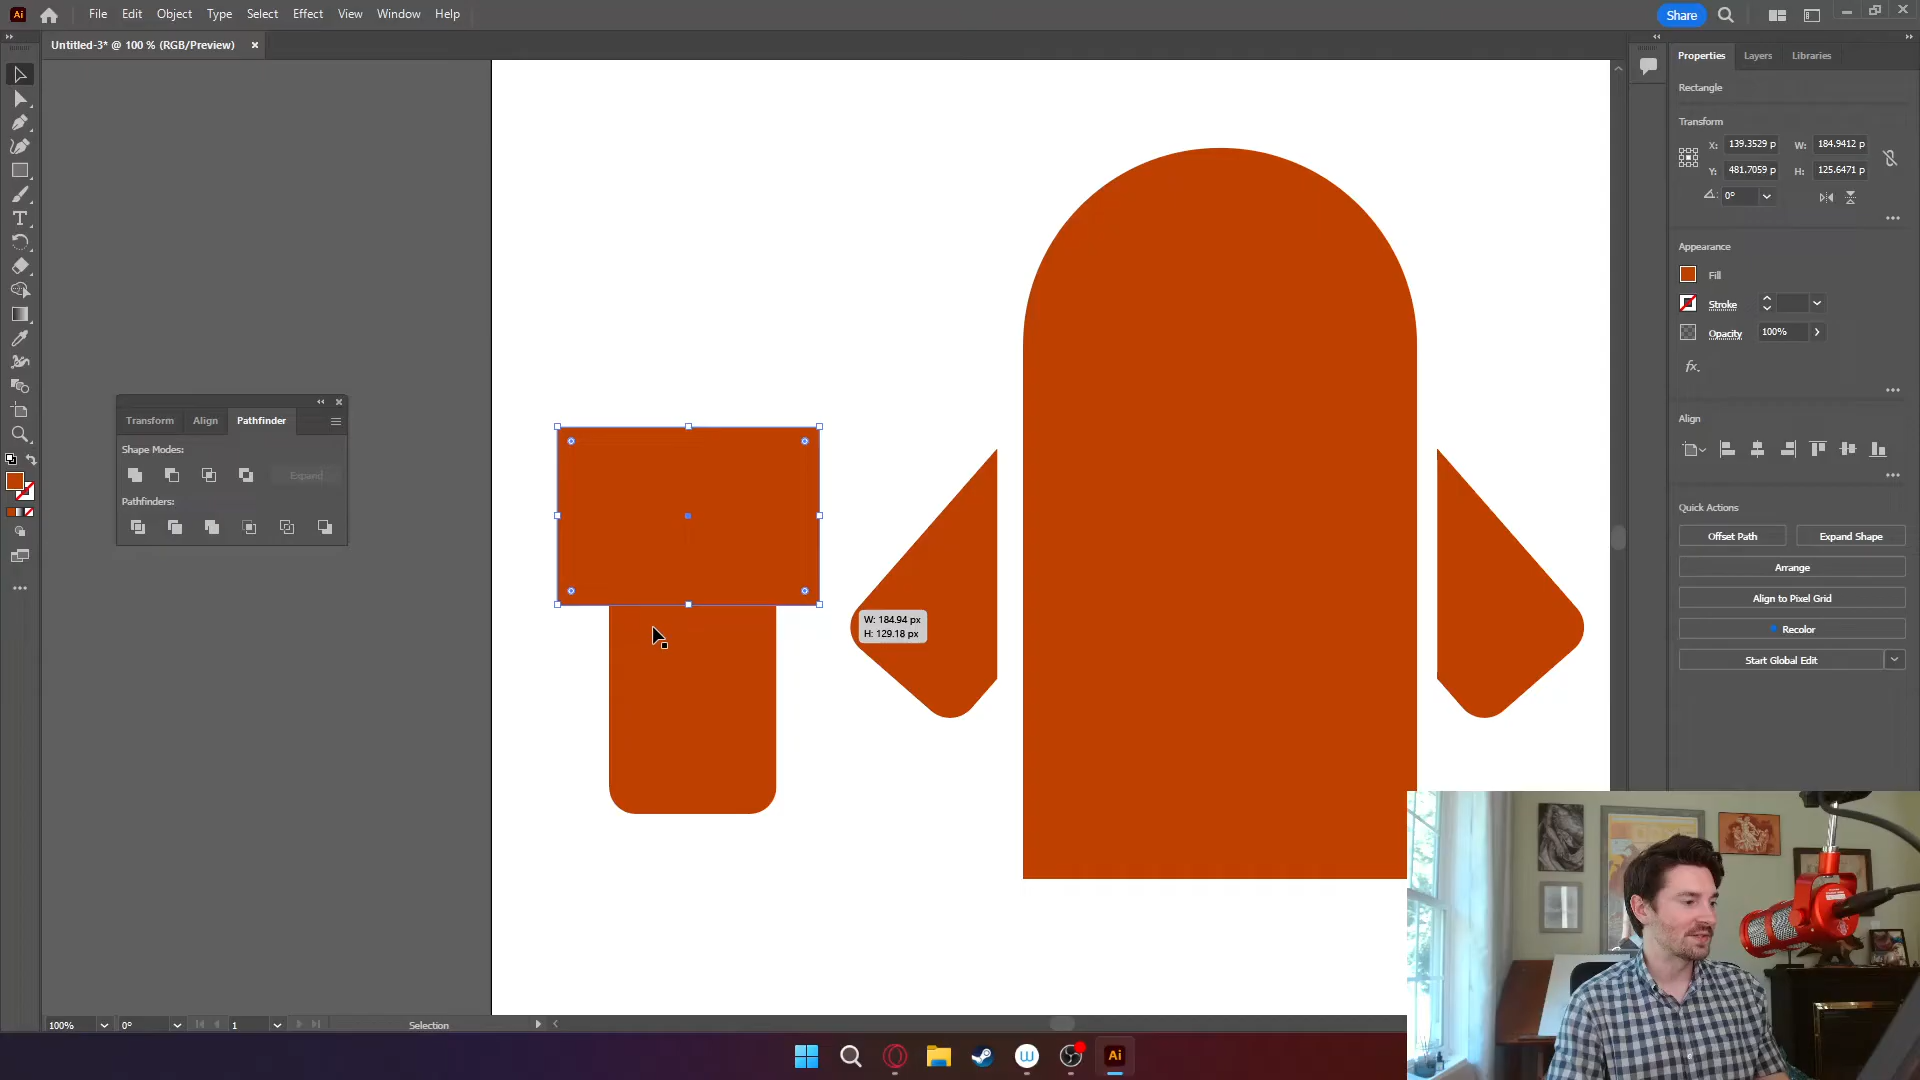 Ai File Edit Object Type Select Effect View Window Help Share
Untitled-3* @ 100 % (RGB/Preview)
Properties Layers Libraries
Rectangle
Transform
X: 139.3529 p W: 184.9412 p
Y: 481.7059 p H: 125.6471 p
0°
Appearance
Fill
Stroke
Opacity 100%
fx.
Align
Quick Actions
Offset Path Expand Shape
Arrange
Align to Pixel Grid
Recolor
Start Global Edit
Transform Align Pathfinder
Shape Modes:
Expand
Pathfinders:
W: 184.94 px
H: 129.18 px
100% 0° 1 Selection
Ai